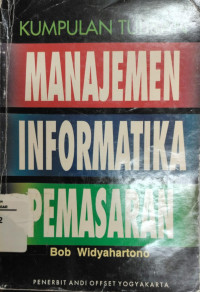 KUMPULAN
MANAJEMEN
INFORMATIKA
PEMASARAN
Bob Widyahartono
PENERBIT ANDI OFFSET YOGYAKARTA